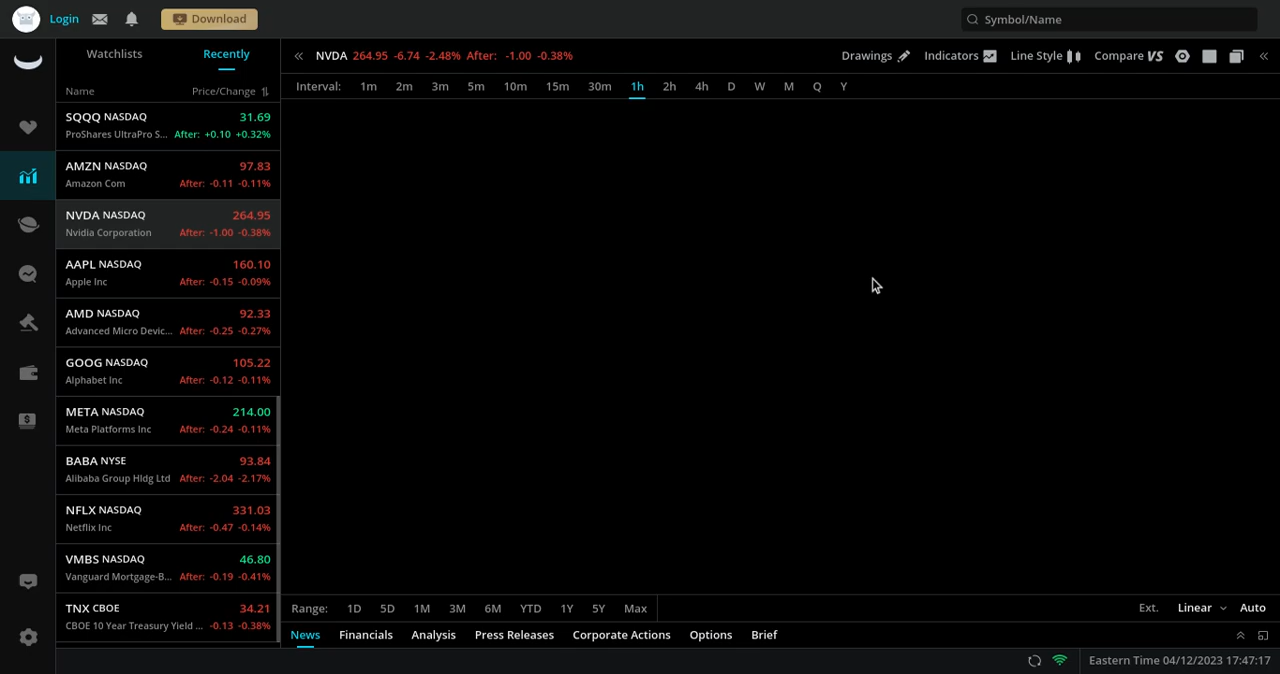 Login
Download
Symbol/Name
Watchlists
Recently
Name
Price/Change
SQQQ NASDAQ
31.69
ProShares UltraPro S...
After: +0.10 +0.32%
AMZN NASDAQ
97.83
Amazon Com
After: -0.11 -0.11%
NVDA NASDAQ
264.95
Nvidia Corporation
After: -1.00 -0.38%
AAPL NASDAQ
160.10
Apple Inc
After: -0.15 -0.09%
AMD NASDAQ
92.33
Advanced Micro Devic...
After: -0.25 -0.27%
GOOG NASDAQ
105.22
Alphabet Inc
After: -0.12 -0.11%
META NASDAQ
214.00
Meta Platforms Inc
After: -0.24 -0.11%
BABA NYSE
93.84
Alibaba Group Hldg Ltd
After: -2.04 -2.17%
NFLX NASDAQ
331.03
Netflix Inc
After: -0.47 -0.14%
VMBS NASDAQ
46.80
Vanguard Mortgage-B...
After: -0.19 -0.41%
TNX CBOE
34.21
CBOE 10 Year Treasury Yield ...
-0.13 -0.38%
NVDA 264.95 -6.74 -2.48% After: -1.00 -0.38%
Drawings
Indicators
Line Style
Compare VS
Interval: 1m 2m 3m 5m 10m 15m 30m 1h 2h 4h D W M Q Y
Range: 1D 5D 1M 3M 6M YTD 1Y 5Y Max
Ext. Linear Auto
News Financials Analysis Press Releases Corporate Actions Options Brief
Eastern Time 04/12/2023 17:47:17